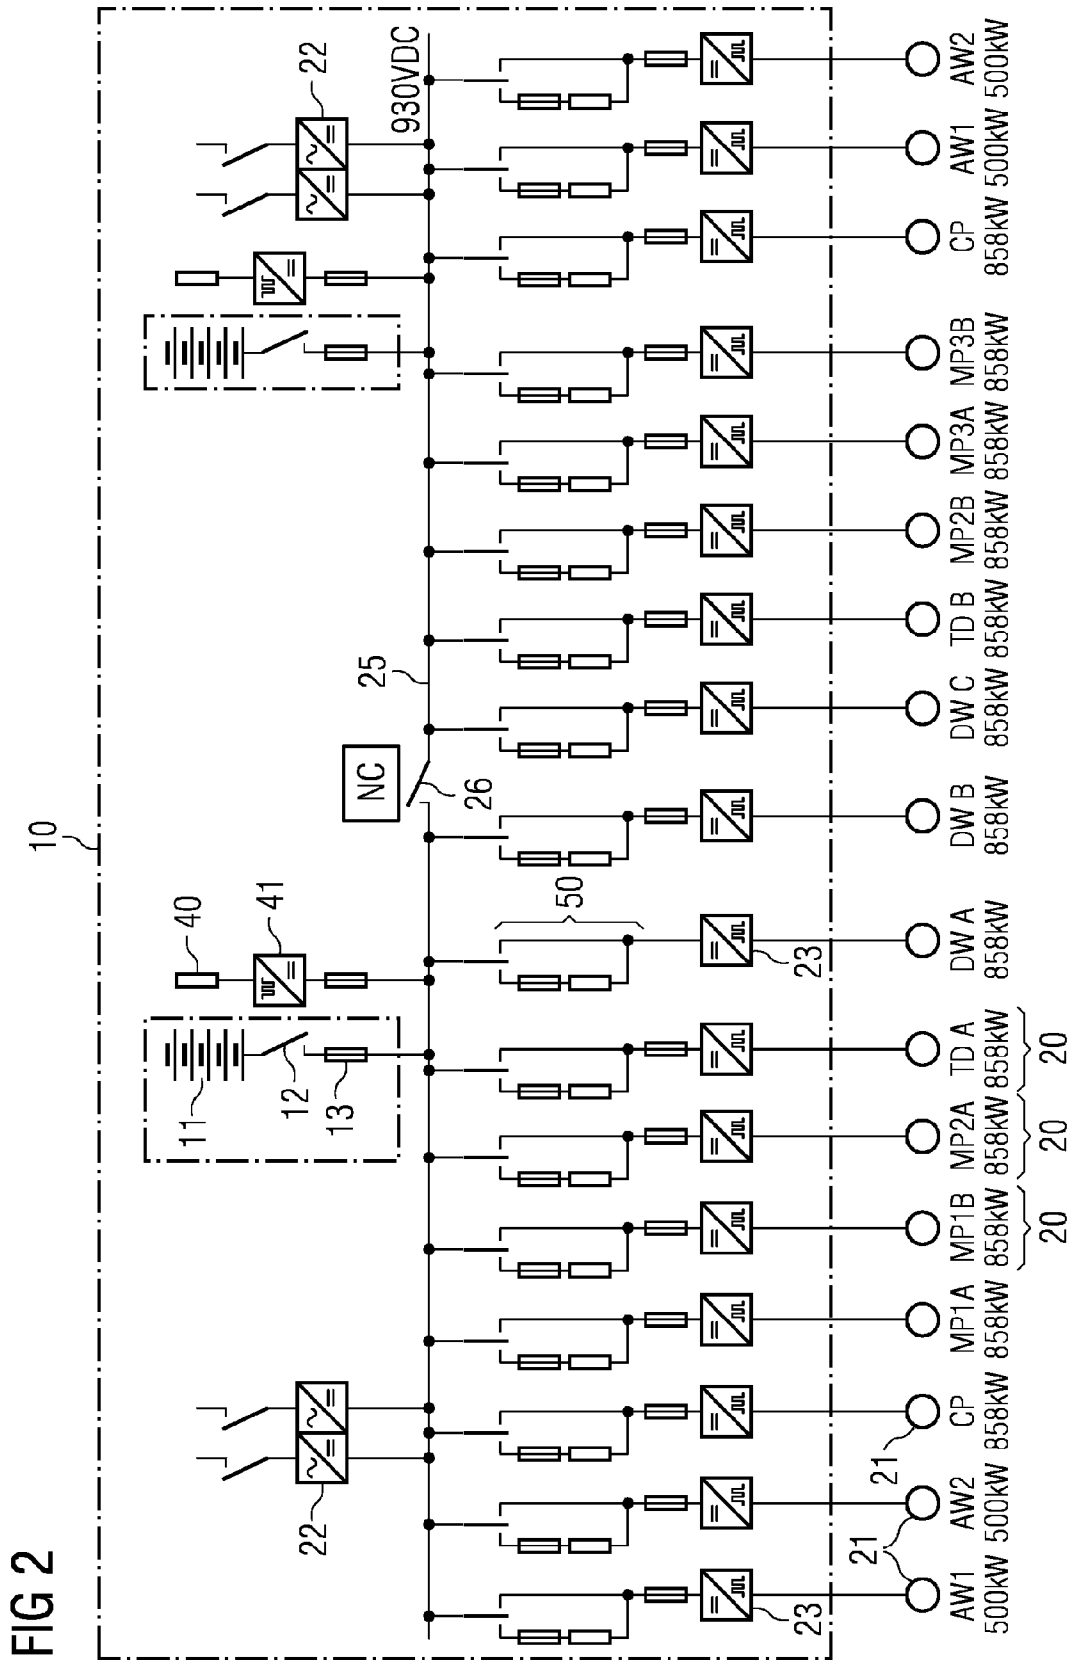 FIG 2
10
22
22
930VDC
11
12
13
40
41
NC
25
26
50
23
23
21
21
AW1
500kW
AW2
500kW
CP
858kW
MP1A
858kW
MP1B
858kW
20
MP2A
858kW
20
TD A
858kW
20
DW A
858kW
DW B
858kW
DW C
858kW
TD B
858kW
MP2B
858kW
MP3A
858kW
MP3B
858kW
CP
858kW
AW1
500kW
AW2
500kW